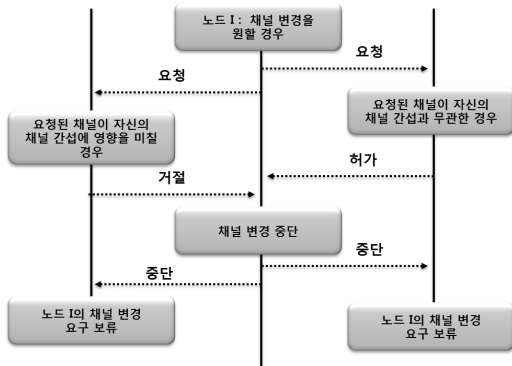 노드 I : 채널 변경을
원할 경우
요청
요청
요청된 채널이 자신의
채널 간섭과 무관한 경우
요청된 채널이 자신의
채널 간섭에 영향을 미칠
경우
허가
거절
채널 변경 중단
중단
중단
노드 I의 채널 변경
요구 보류
노드 I의 채널 변경
요구 보류